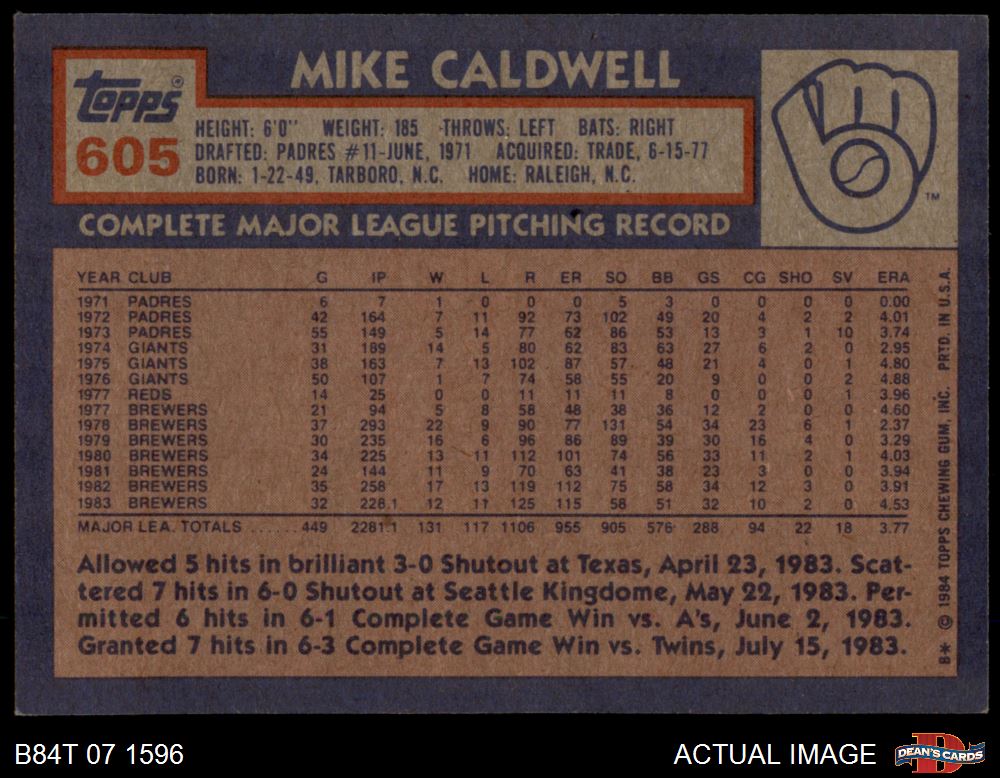 MIKE CALDWELL
Topps®
605
HEIGHT: 6'0" WEIGHT: 185 THROWS: LEFT BATS: RIGHT
DRAFTED: PADRES #11-JUNE, 1971 ACQUIRED: TRADE, 6-15-77
BORN: 1-22-49, TARBORO, N.C. HOME: RALEIGH, N.C.
TM
COMPLETE MAJOR LEAGUE PITCHING RECORD
YEAR CLUB G IP W L R ER SO BB GS CG SHO SV ERA
1971 PADRES 6 7 1 0 0 0 5 3 0 0 0 0 0.00
1972 PADRES 42 164 7 11 92 73 102 49 20 4 2 2 4.01
1973 PADRES 55 149 5 14 77 62 86 53 13 3 1 10 3.74
1974 GIANTS 31 189 14 5 80 62 83 63 27 6 2 0 2.95
1975 GIANTS 38 163 7 13 102 87 57 48 21 4 0 1 4.80
1976 GIANTS 50 107 1 7 74 58 55 20 9 0 0 2 4.88
1977 REDS 14 25 0 0 11 11 11 8 0 0 0 1 3.96
1977 BREWERS 21 94 5 8 58 48 38 36 12 2 0 0 4.60
1978 BREWERS 37 293 22 9 90 77 131 54 34 23 6 1 2.37
1979 BREWERS 30 235 16 6 96 86 89 39 30 16 4 0 3.29
1980 BREWERS 34 225 13 11 112 101 74 56 33 11 2 1 4.03
1981 BREWERS 24 144 11 9 70 63 41 38 23 3 0 0 3.94
1982 BREWERS 35 258 17 13 119 112 75 58 34 12 3 0 3.91
1983 BREWERS 32 228.1 12 11 125 115 58 51 32 10 2 0 4.53
MAJOR LEA. TOTALS ...... 449 2281.1 131 117 1106 955 905 576 288 94 22 18 3.77
Allowed 5 hits in brilliant 3-0 Shutout at Texas, April 23, 1983. Scat-
tered 7 hits in 6-0 Shutout at Seattle Kingdome, May 22, 1983. Per-
mitted 6 hits in 6-1 Complete Game Win vs. A's, June 2, 1983.
Granted 7 hits in 6-3 Complete Game Win vs. Twins, July 15, 1983.
B* © 1984 TOPPS CHEWING GUM, INC. PRTD. IN U.S.A.
B84T 07 1596
ACTUAL IMAGE
DEAN'S CARDS